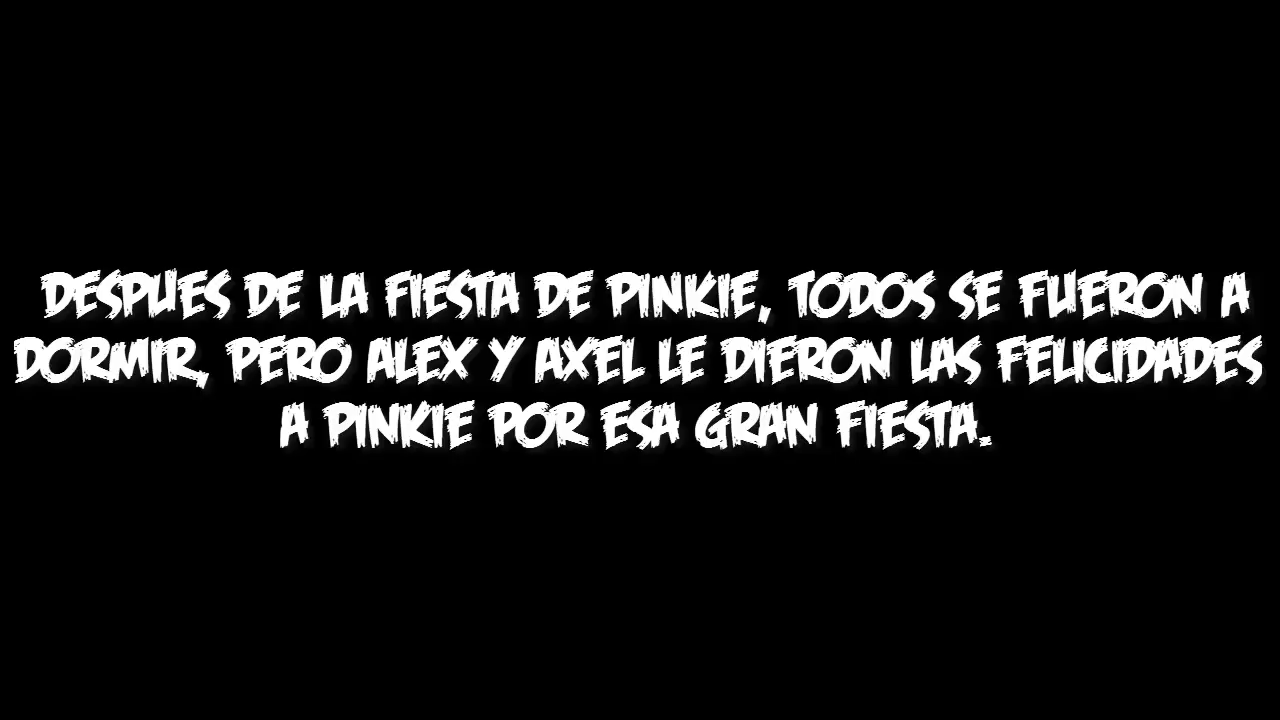 DESPUES DE LA FIESTA DE PINKIE, TODOS SE FUERON A
DORMIR, PERO ALEX Y AXEL LE DIERON LAS FELICIDADES
A PINKIE POR ESA GRAN FIESTA.